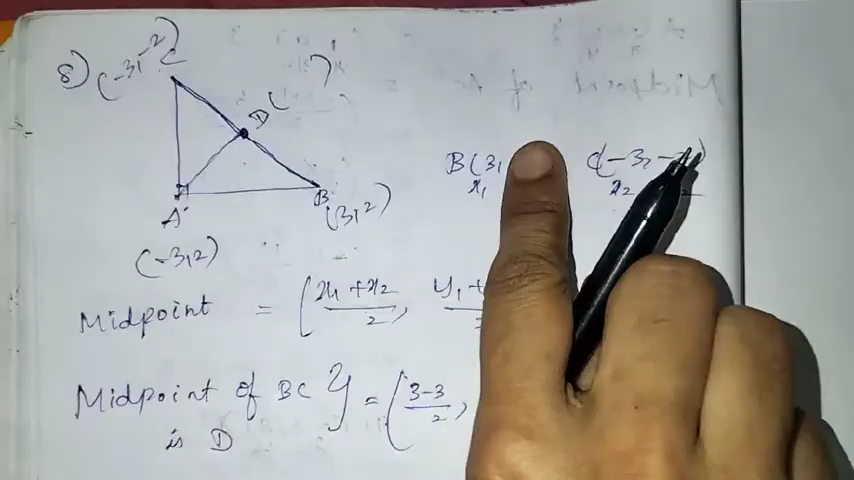 8) (-3, -2) C
D ( )
B(3, C(-3, -
x₁ x₂
A B
A (3, 2)
(-3, 2)
Midpoint = (x₁ + x₂ / 2, y₁ +
Midpoint of BC } = (3-3 / 2,
is D